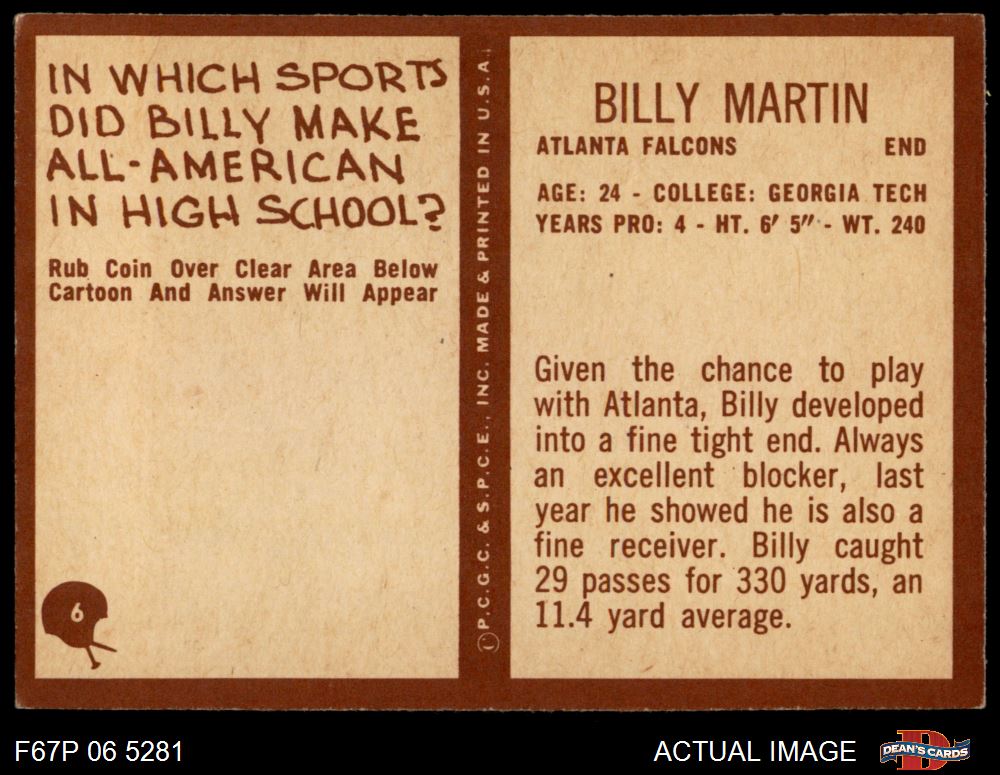 IN WHICH SPORTS
DID BILLY MAKE
ALL-AMERICAN
IN HIGH SCHOOL?
Rub Coin Over Clear Area Below
Cartoon And Answer Will Appear
6
©P.C.G.C. & S.P.C.E., INC. MADE & PRINTED IN U.S.A.
BILLY MARTIN
ATLANTA FALCONS END
AGE: 24 - COLLEGE: GEORGIA TECH
YEARS PRO: 4 - HT. 6' 5" - WT. 240
Given the chance to play
with Atlanta, Billy developed
into a fine tight end. Always
an excellent blocker, last
year he showed he is also a
fine receiver. Billy caught
29 passes for 330 yards, an
11.4 yard average.
F67P 06 5281
ACTUAL IMAGE
D
DEAN'S CARDS